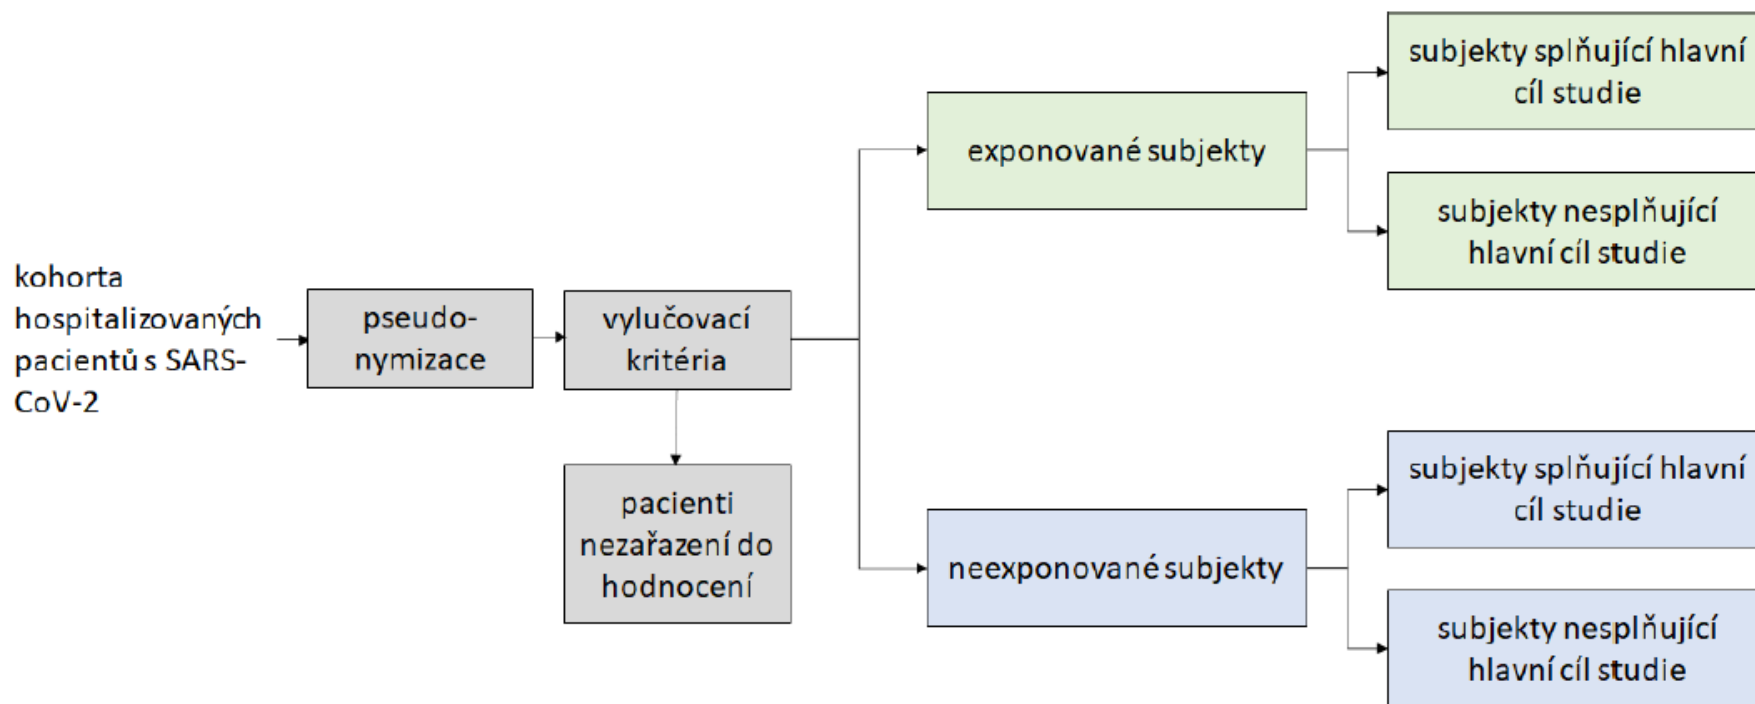 kohorta
hospitalizovaných
pacientů s SARS-
CoV-2
pseudo-
nymizace
vylučovací
kritéria
pacienti
nezařazení do
hodnocení
exponované subjekty
subjekty splňující hlavní
cíl studie
subjekty nesplňující
hlavní cíl studie
neexponované subjekty
subjekty splňující hlavní
cíl studie
subjekty nesplňující
hlavní cíl studie